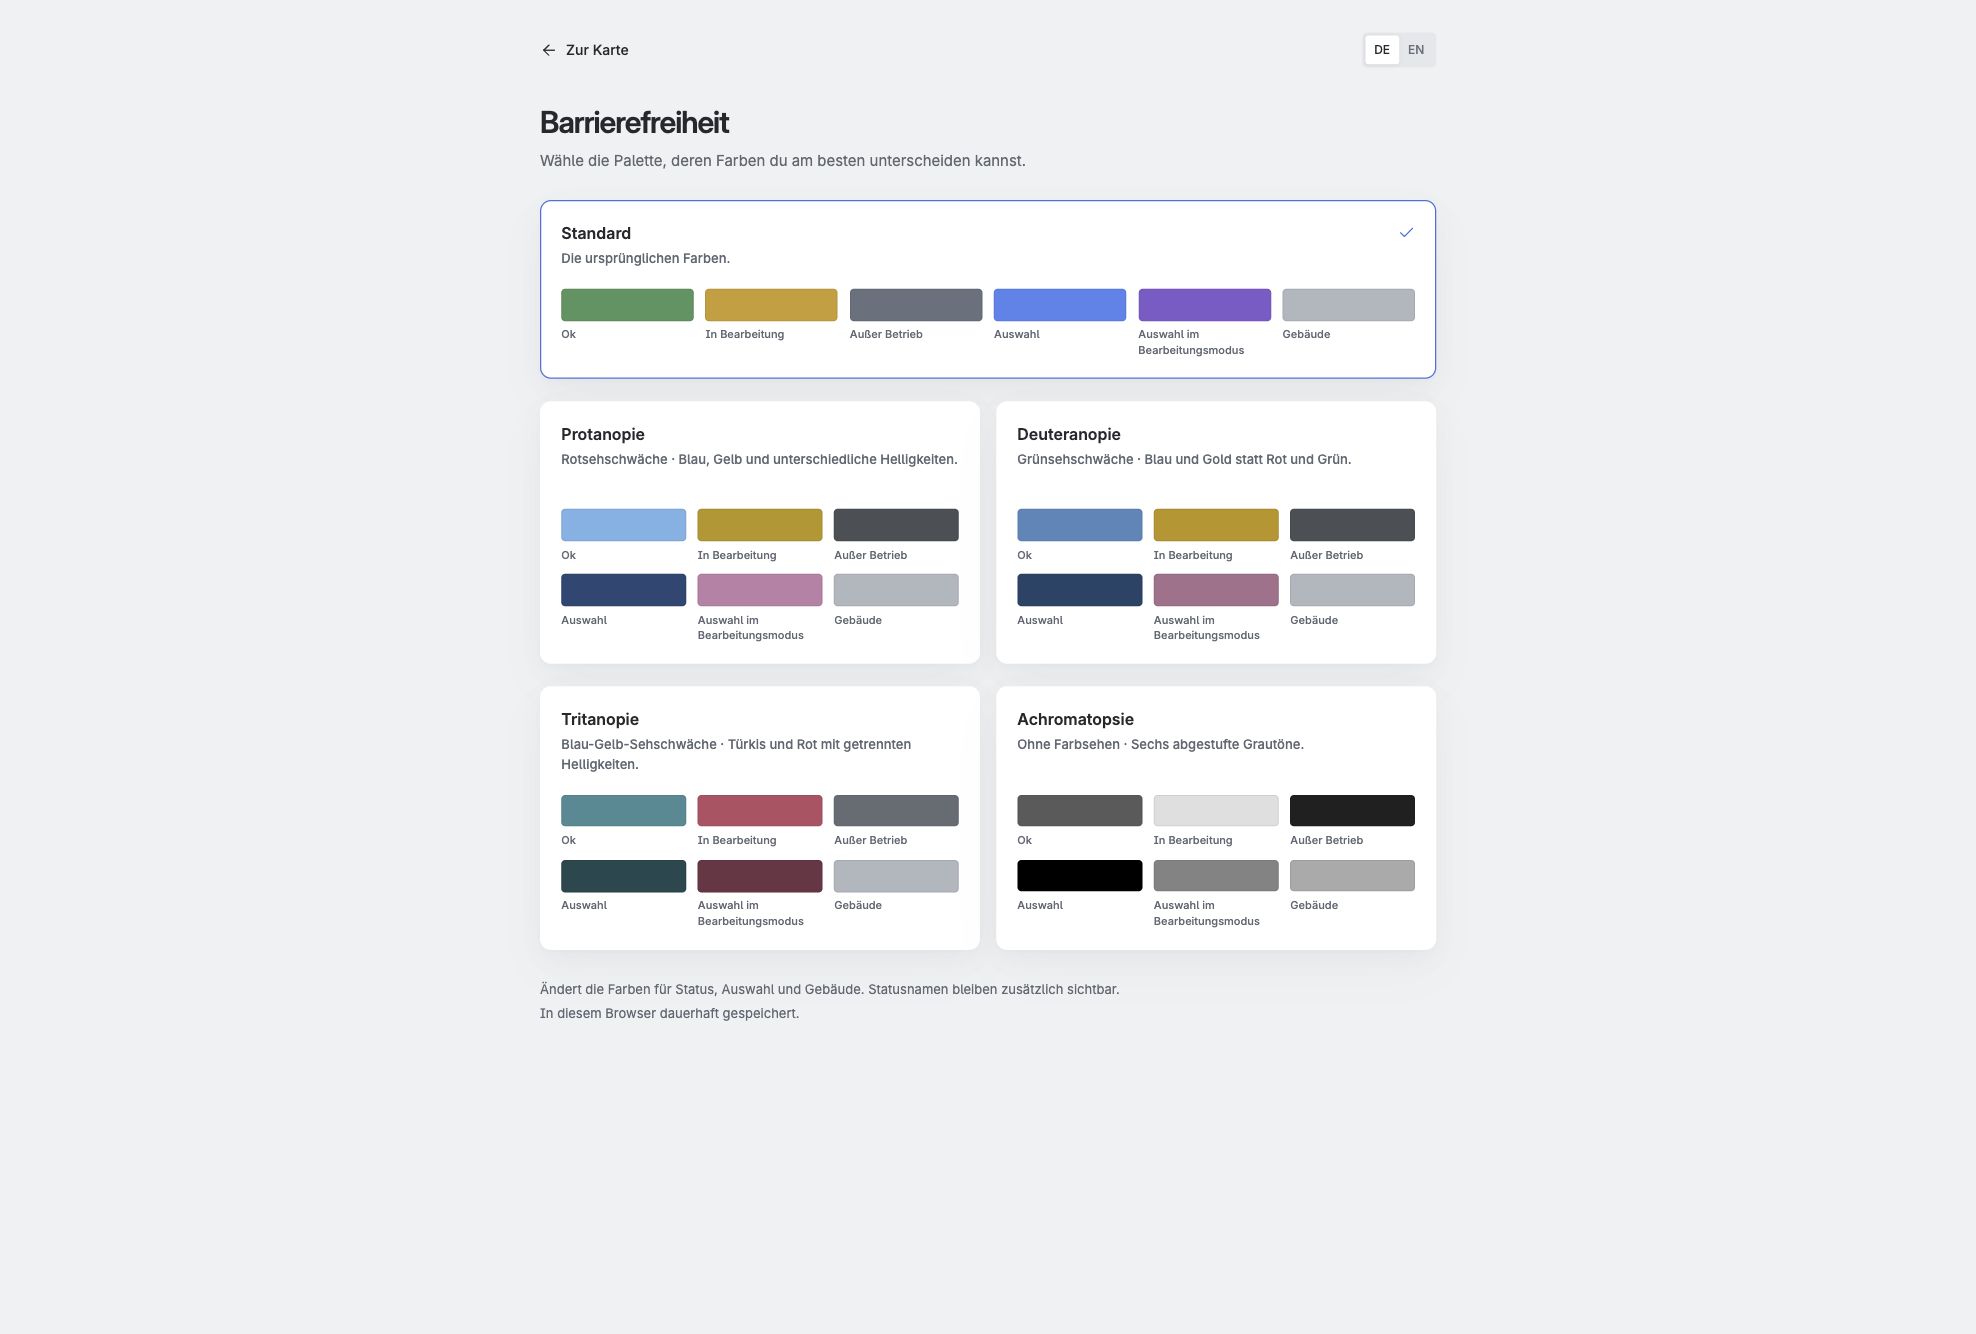 Zur Karte
DE EN
Barrierefreiheit
Wähle die Palette, deren Farben du am besten unterscheiden kannst.
Standard
Die ursprünglichen Farben.
Ok
In Bearbeitung
Außer Betrieb
Auswahl
Auswahl im
Bearbeitungsmodus
Gebäude
Protanopie
Rotsehschwäche · Blau, Gelb und unterschiedliche Helligkeiten.
Ok
In Bearbeitung
Außer Betrieb
Auswahl
Auswahl im
Bearbeitungsmodus
Gebäude
Deuteranopie
Grünsehschwäche · Blau und Gold statt Rot und Grün.
Ok
In Bearbeitung
Außer Betrieb
Auswahl
Auswahl im
Bearbeitungsmodus
Gebäude
Tritanopie
Blau-Gelb-Sehschwäche · Türkis und Rot mit getrennten
Helligkeiten.
Ok
In Bearbeitung
Außer Betrieb
Auswahl
Auswahl im
Bearbeitungsmodus
Gebäude
Achromatopsie
Ohne Farbsehen · Sechs abgestufte Grautöne.
Ok
In Bearbeitung
Außer Betrieb
Auswahl
Auswahl im
Bearbeitungsmodus
Gebäude
Ändert die Farben für Status, Auswahl und Gebäude. Statusnamen bleiben zusätzlich sichtbar.
In diesem Browser dauerhaft gespeichert.